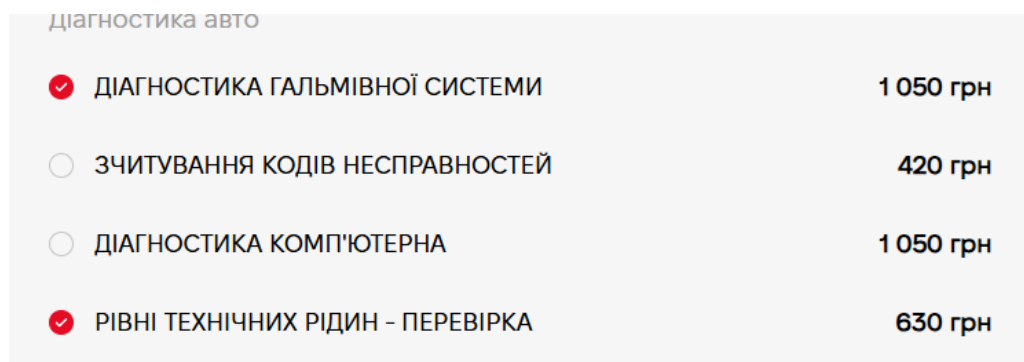 Діагностика авто
ДІАГНОСТИКА ГАЛЬМІВНОЇ СИСТЕМИ 1 050 грн
ЗЧИТУВАННЯ КОДІВ НЕСПРАВНОСТЕЙ 420 грн
ДІАГНОСТИКА КОМП'ЮТЕРНА 1 050 грн
РІВНІ ТЕХНІЧНИХ РІДИН - ПЕРЕВІРКА 630 грн